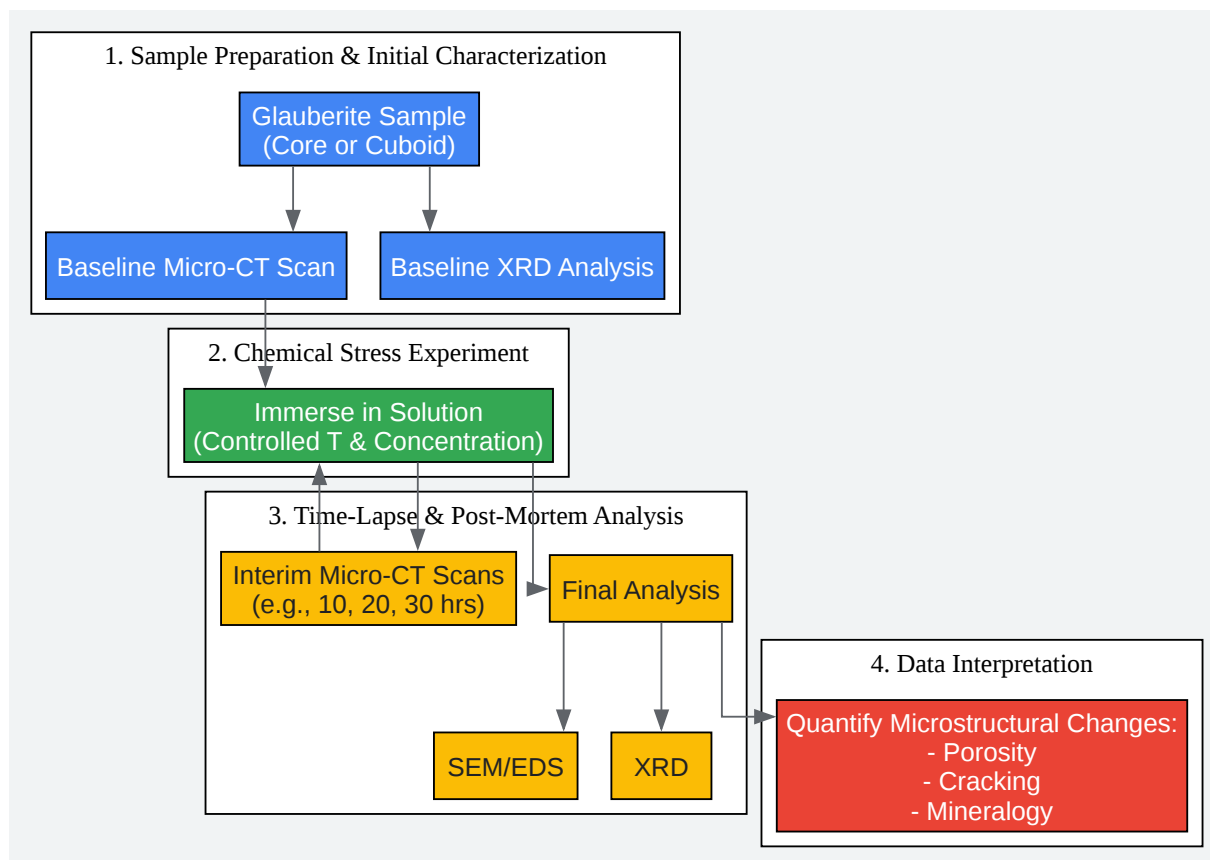 1. Sample Preparation & Initial Characterization
Glauberite Sample
(Core or Cuboid)
Baseline Micro-CT Scan
Baseline XRD Analysis
2. Chemical Stress Experiment
Immerse in Solution
(Controlled T & Concentration)
3. Time-Lapse & Post-Mortem Analysis
Interim Micro-CT Scans
(e.g., 10, 20, 30 hrs)
Final Analysis
SEM/EDS
XRD
4. Data Interpretation
Quantify Microstructural Changes:
- Porosity
- Cracking
- Mineralogy